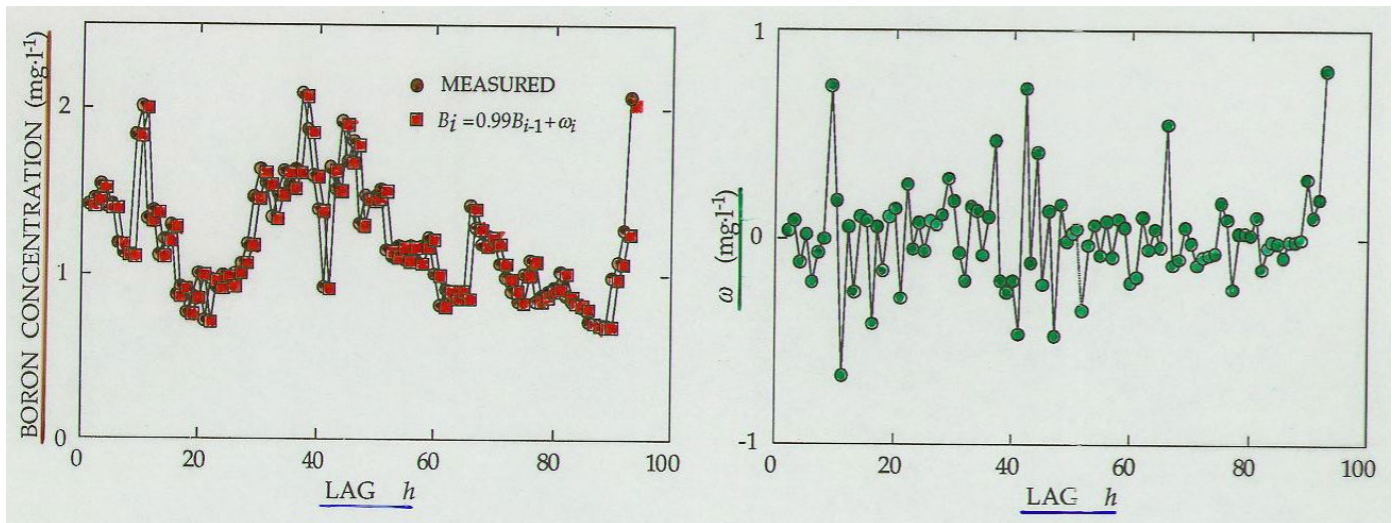 BORON CONCENTRATION (mg·l⁻¹)
2
1
0
MEASURED
Bᵢ =0.99Bᵢ₋₁+ωᵢ
0 20 40 60 80 100
LAG h
ω (mg·l⁻¹)
1
0
-1
0 20 40 60 80 100
LAG h